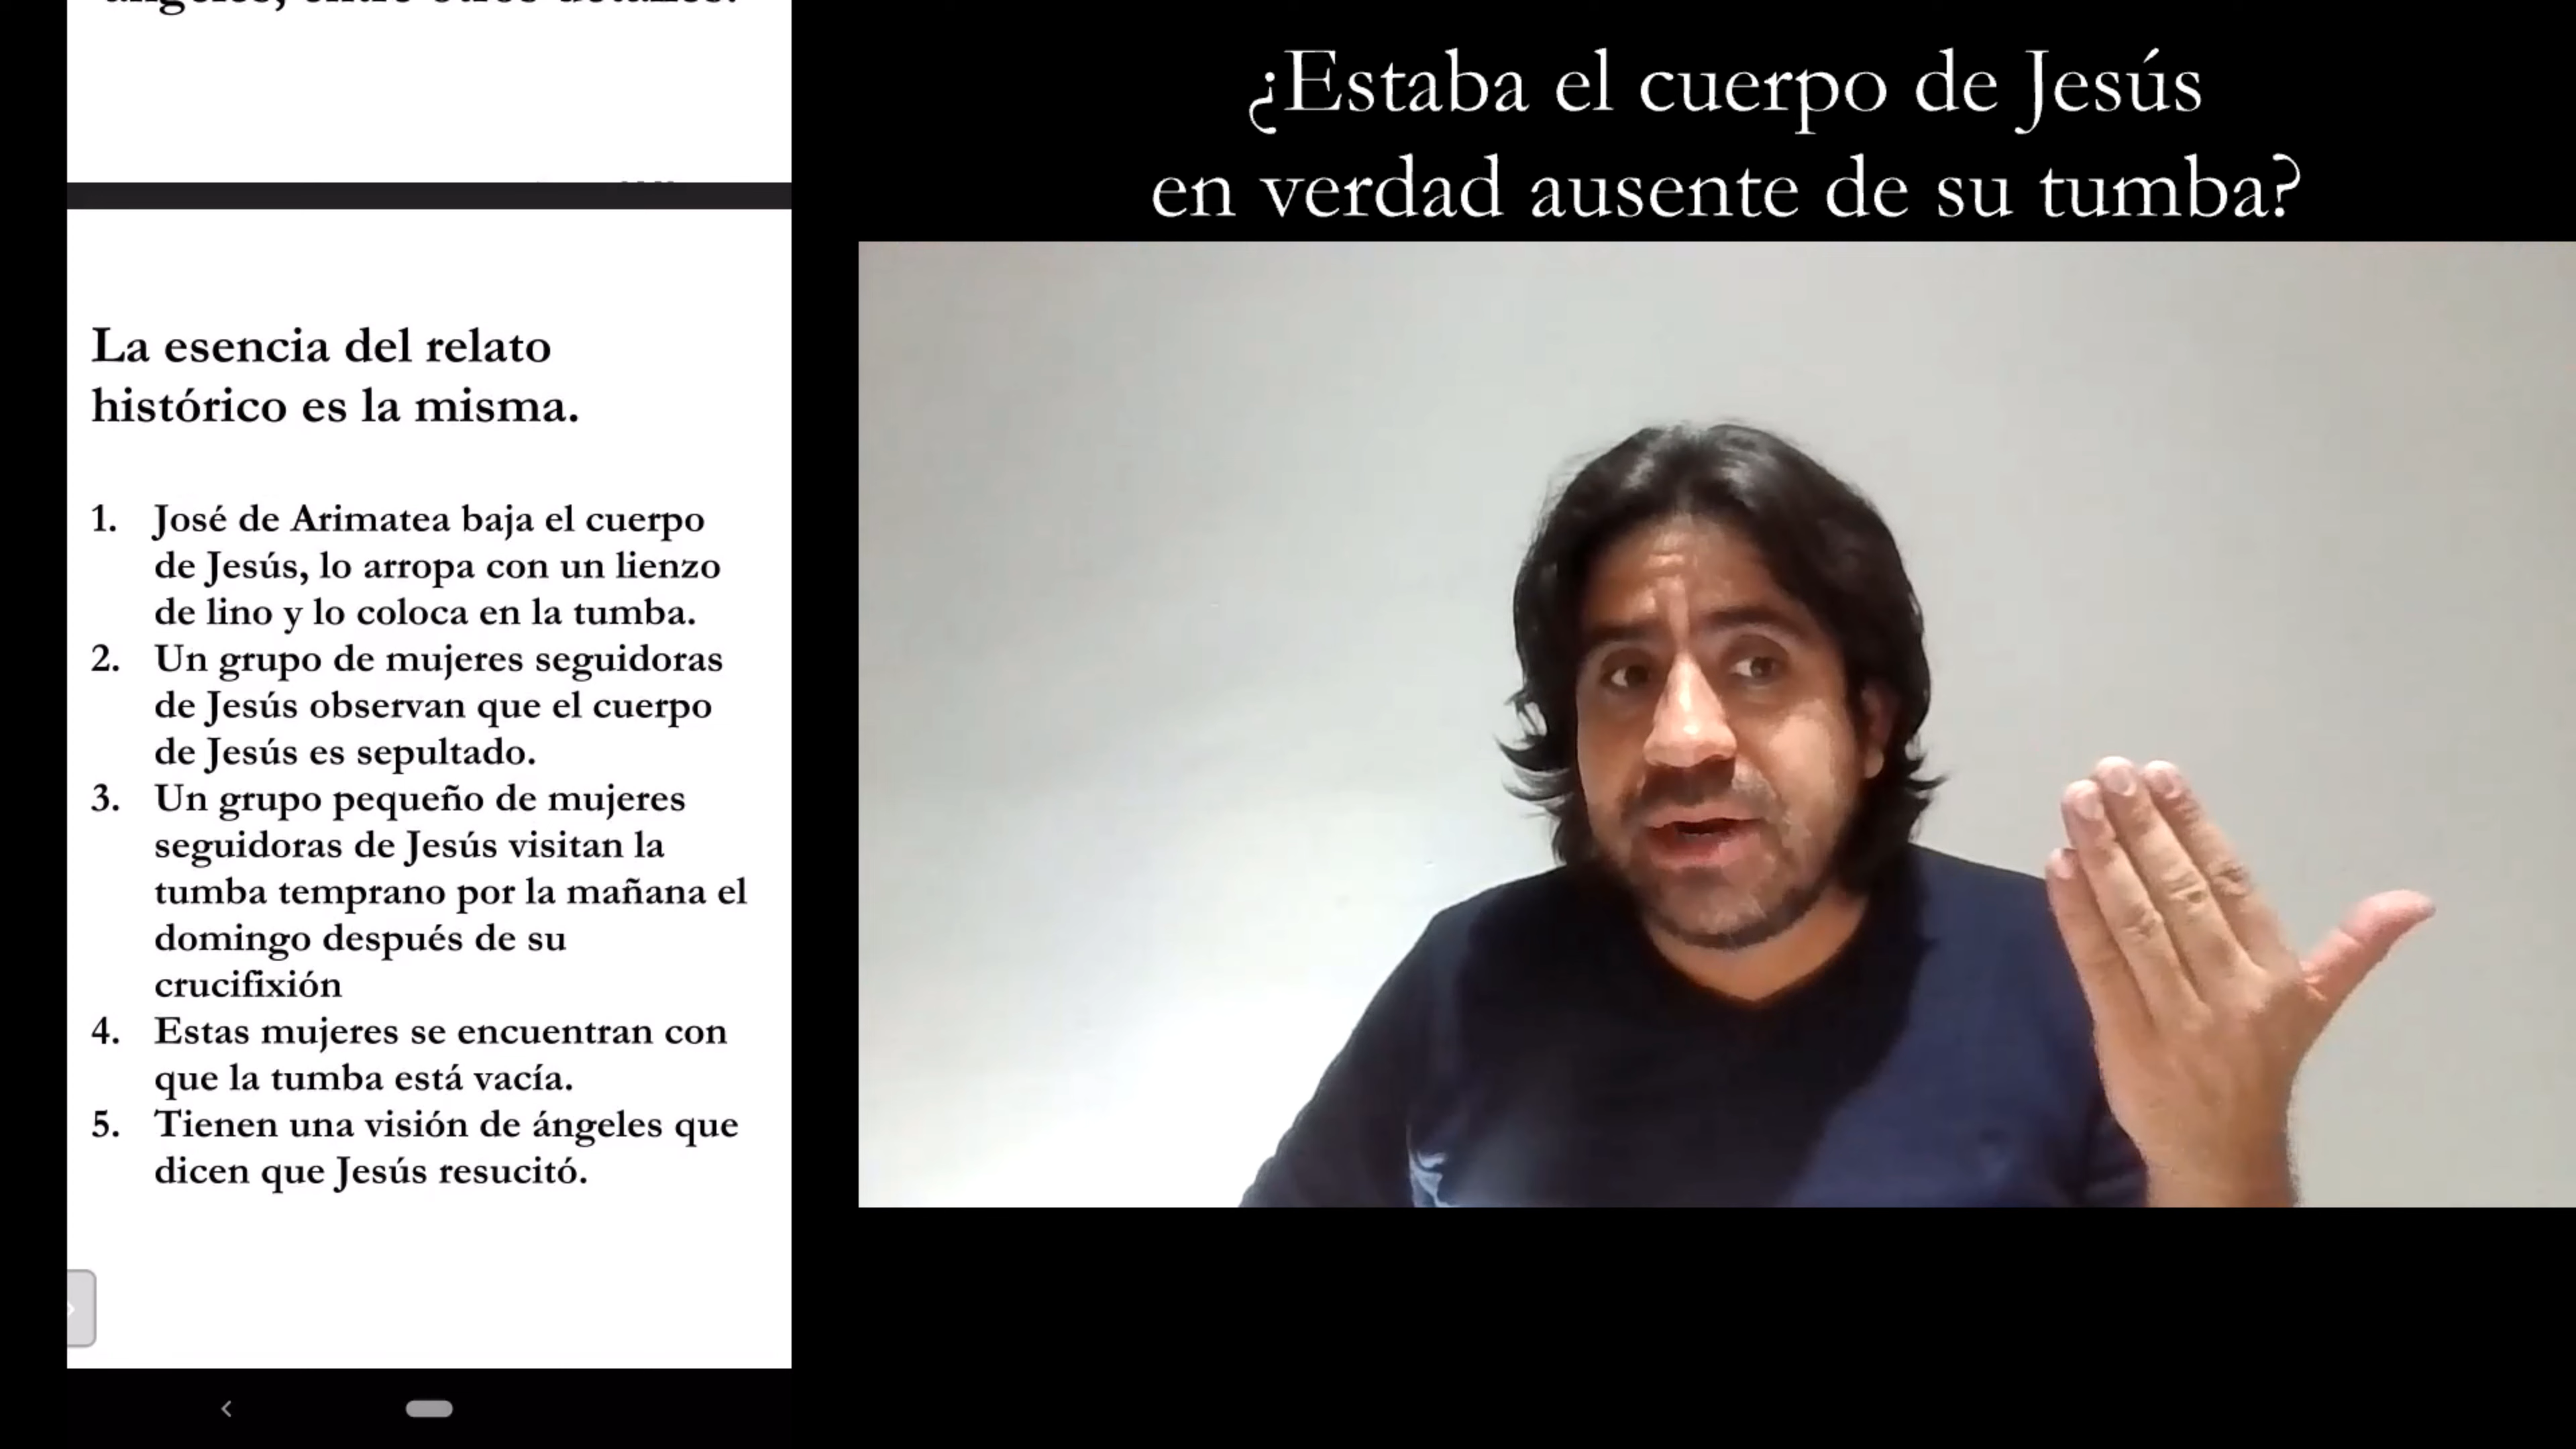 ángeles, entre otros detalles.
La esencia del relato
histórico es la misma.
1. José de Arimatea baja el cuerpo
de Jesús, lo arropa con un lienzo
de lino y lo coloca en la tumba.
2. Un grupo de mujeres seguidoras
de Jesús observan que el cuerpo
de Jesús es sepultado.
3. Un grupo pequeño de mujeres
seguidoras de Jesús visitan la
tumba temprano por la mañana el
domingo después de su
crucifixión
4. Estas mujeres se encuentran con
que la tumba está vacía.
5. Tienen una visión de ángeles que
dicen que Jesús resucitó.
¿Estaba el cuerpo de Jesús
en verdad ausente de su tumba?